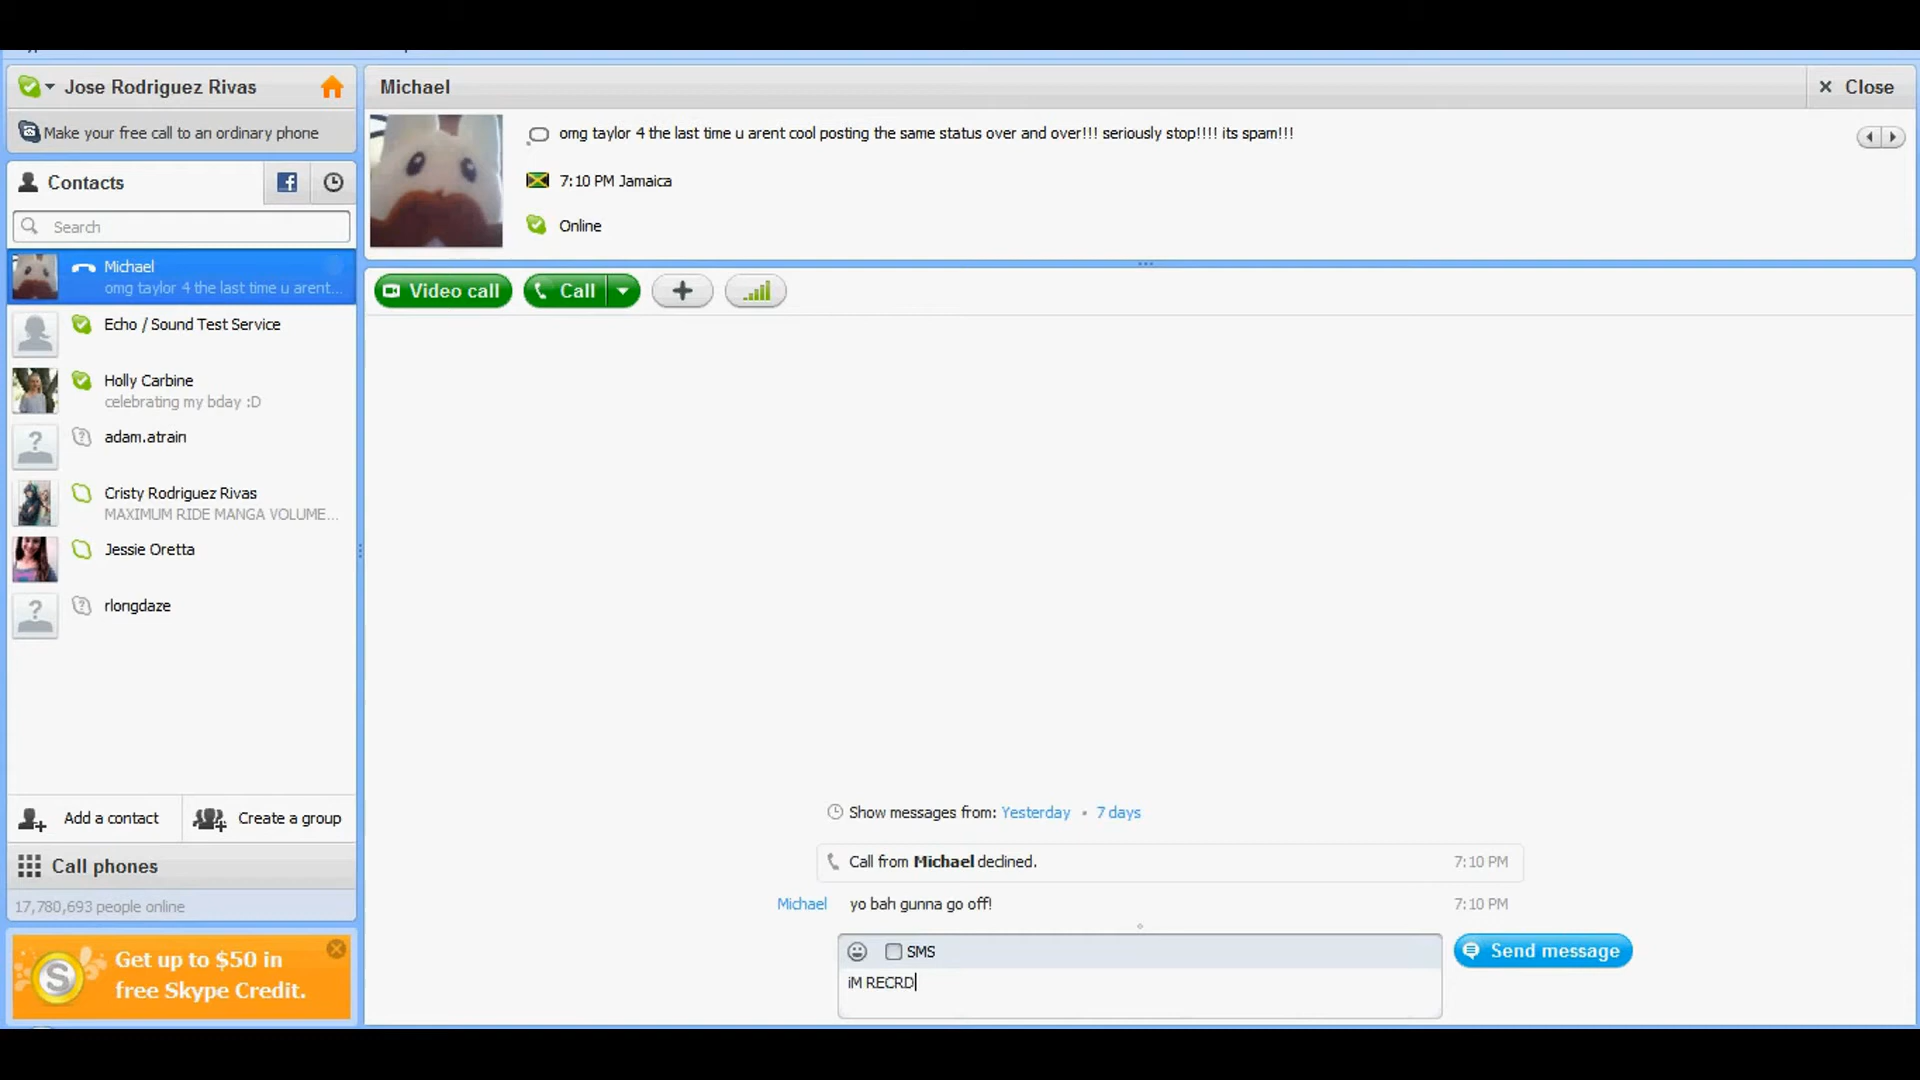 Jose Rodriguez Rivas
Make your free call to an ordinary phone
Contacts
Search
Michael
omg taylor 4 the last time u arent...
Echo / Sound Test Service
Holly Carbine
celebrating my bday :D
adam.atrain
Cristy Rodriguez Rivas
MAXIMUM RIDE MANGA VOLUME...
Jessie Oretta
rlongdaze
Add a contact
Create a group
Call phones
17,780,693 people online
Get up to $50 in
free Skype Credit.
Michael
Close
omg taylor 4 the last time u arent cool posting the same status over and over!!! seriously stop!!!! its spam!!!
7:10 PM Jamaica
Online
Video call
Call
Show messages from: Yesterday • 7 days
Call from Michael declined. 7:10 PM
Michael yo bah gunna go off! 7:10 PM
SMS
iM RECRD
Send message